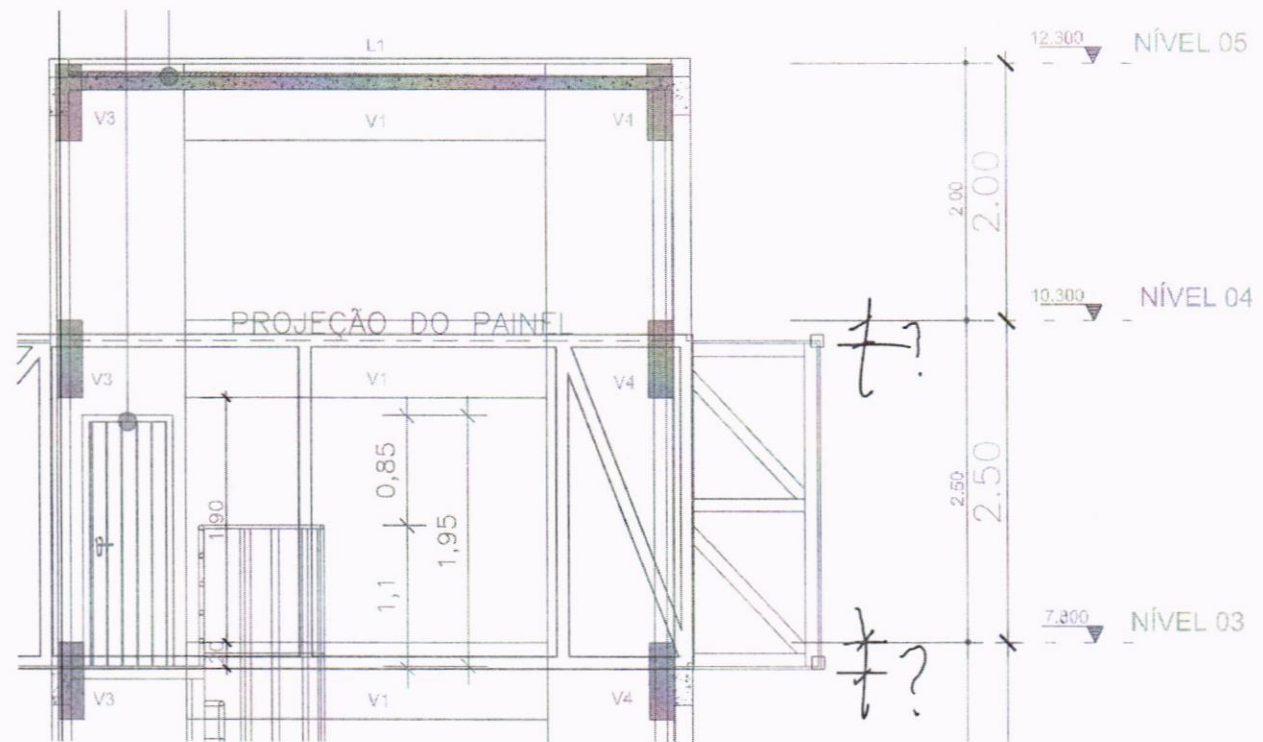 L1
12.300 NÍVEL 05
V3 V1 V4
2.00
2.00
10.300 NÍVEL 04
PROJEÇÃO DO PAINEL
?
V3 V1 V4
0,85
1.90
1,95
1,1
2.50
2.50
7.800 NÍVEL 03
?
V3 V1 V4